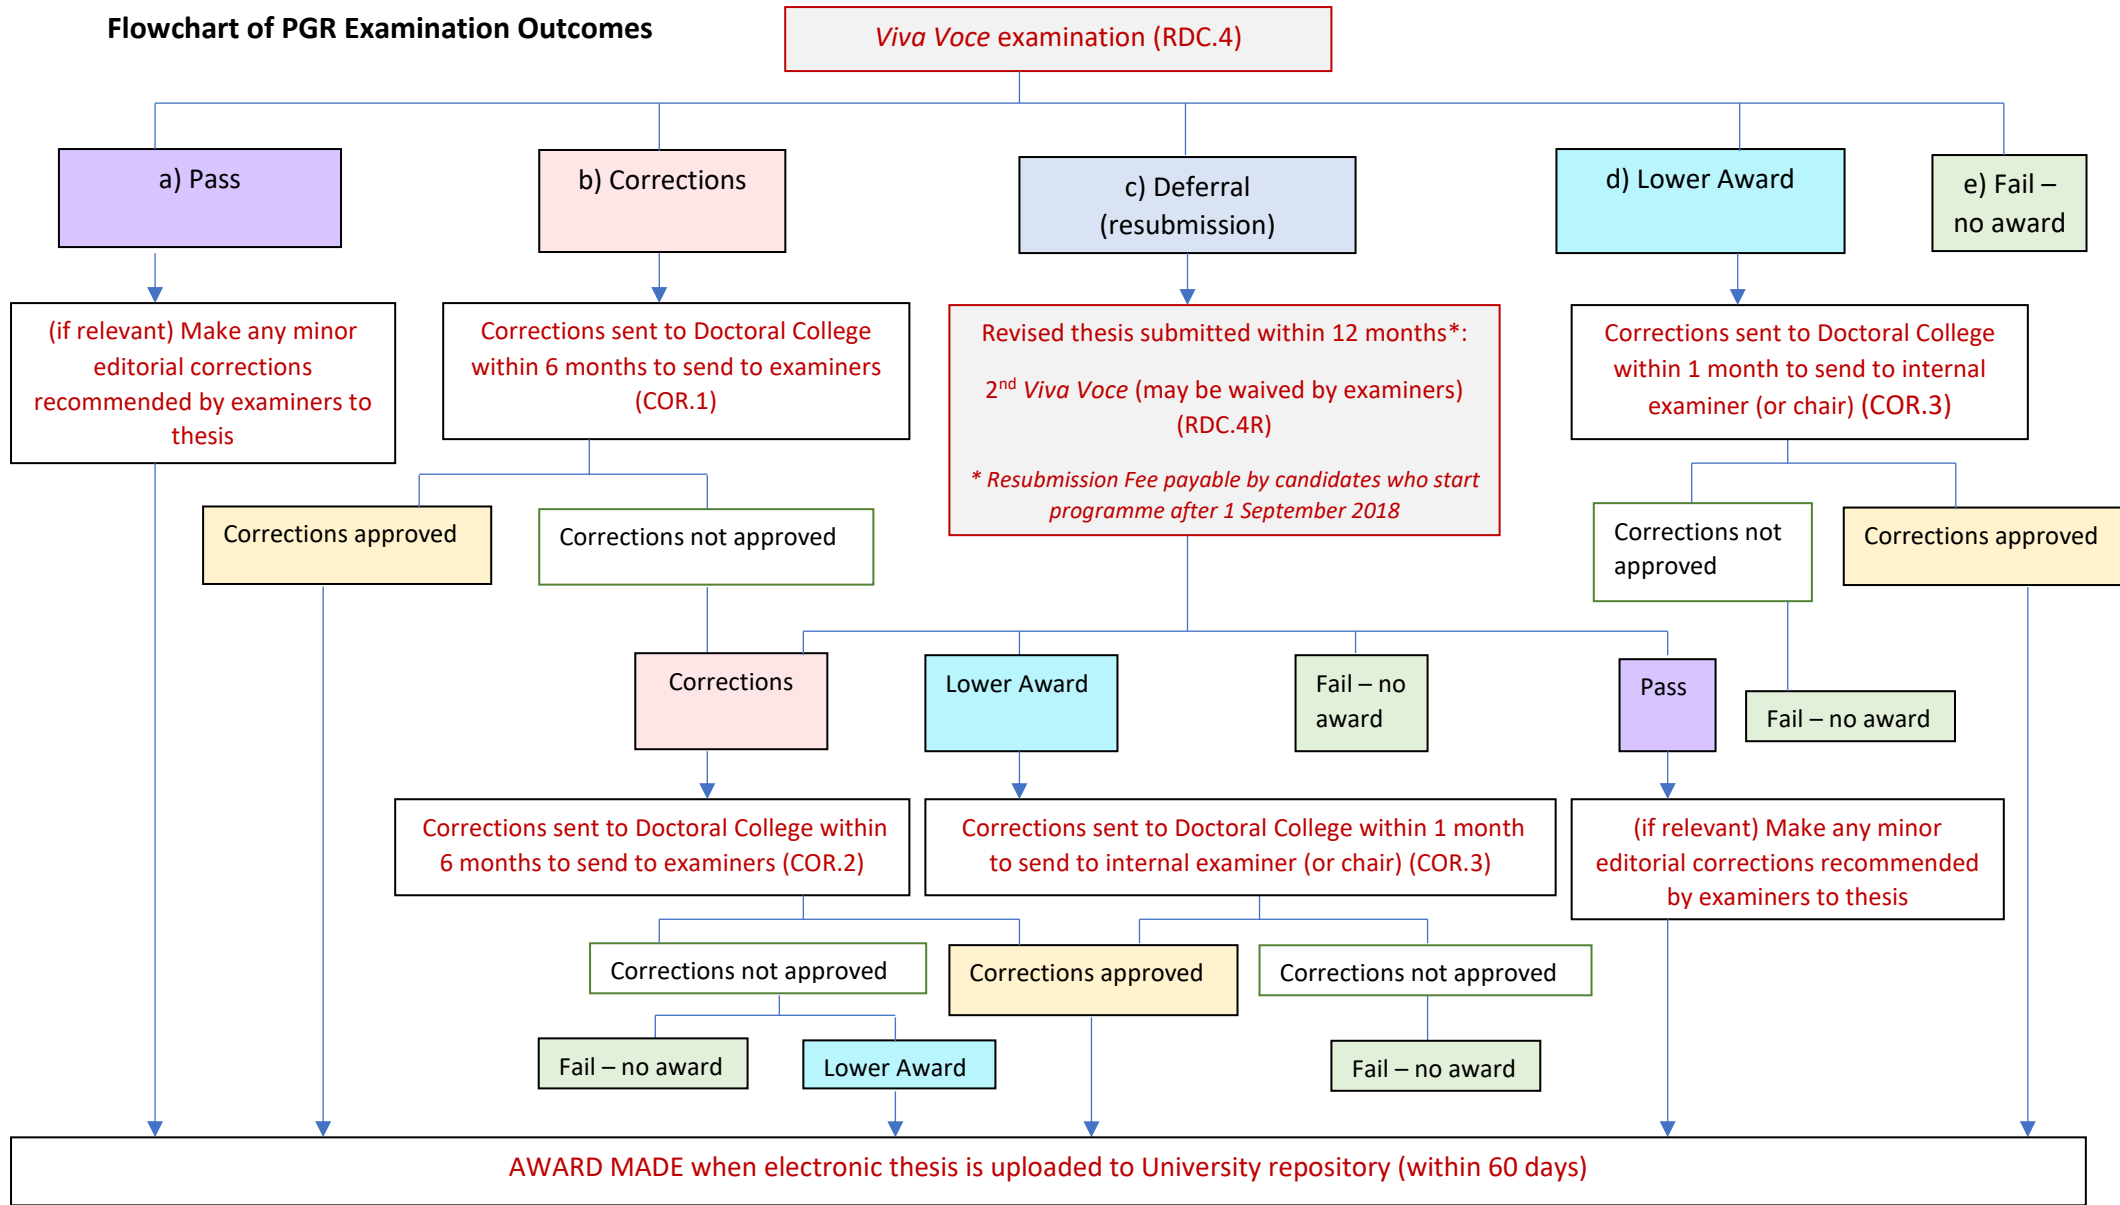 Flowchart of PGR Examination Outcomes
Viva Voce examination (RDC.4)
a) Pass
b) Corrections
c) Deferral
(resubmission)
d) Lower Award
e) Fail –
no award
(if relevant) Make any minor
editorial corrections
recommended by examiners to
thesis
Corrections sent to Doctoral College
within 6 months to send to examiners
(COR.1)
Revised thesis submitted within 12 months*:
2nd Viva Voce (may be waived by examiners)
(RDC.4R)
* Resubmission Fee payable by candidates who start
programme after 1 September 2018
Corrections sent to Doctoral College
within 1 month to send to internal
examiner (or chair) (COR.3)
Corrections approved
Corrections not approved
Corrections not
approved
Corrections approved
Corrections
Lower Award
Fail – no
award
Pass
Fail – no award
Corrections sent to Doctoral College within
6 months to send to examiners (COR.2)
Corrections sent to Doctoral College within 1 month
to send to internal examiner (or chair) (COR.3)
(if relevant) Make any minor
editorial corrections recommended
by examiners to thesis
Corrections not approved
Corrections approved
Corrections not approved
Fail – no award
Lower Award
Fail – no award
AWARD MADE when electronic thesis is uploaded to University repository (within 60 days)